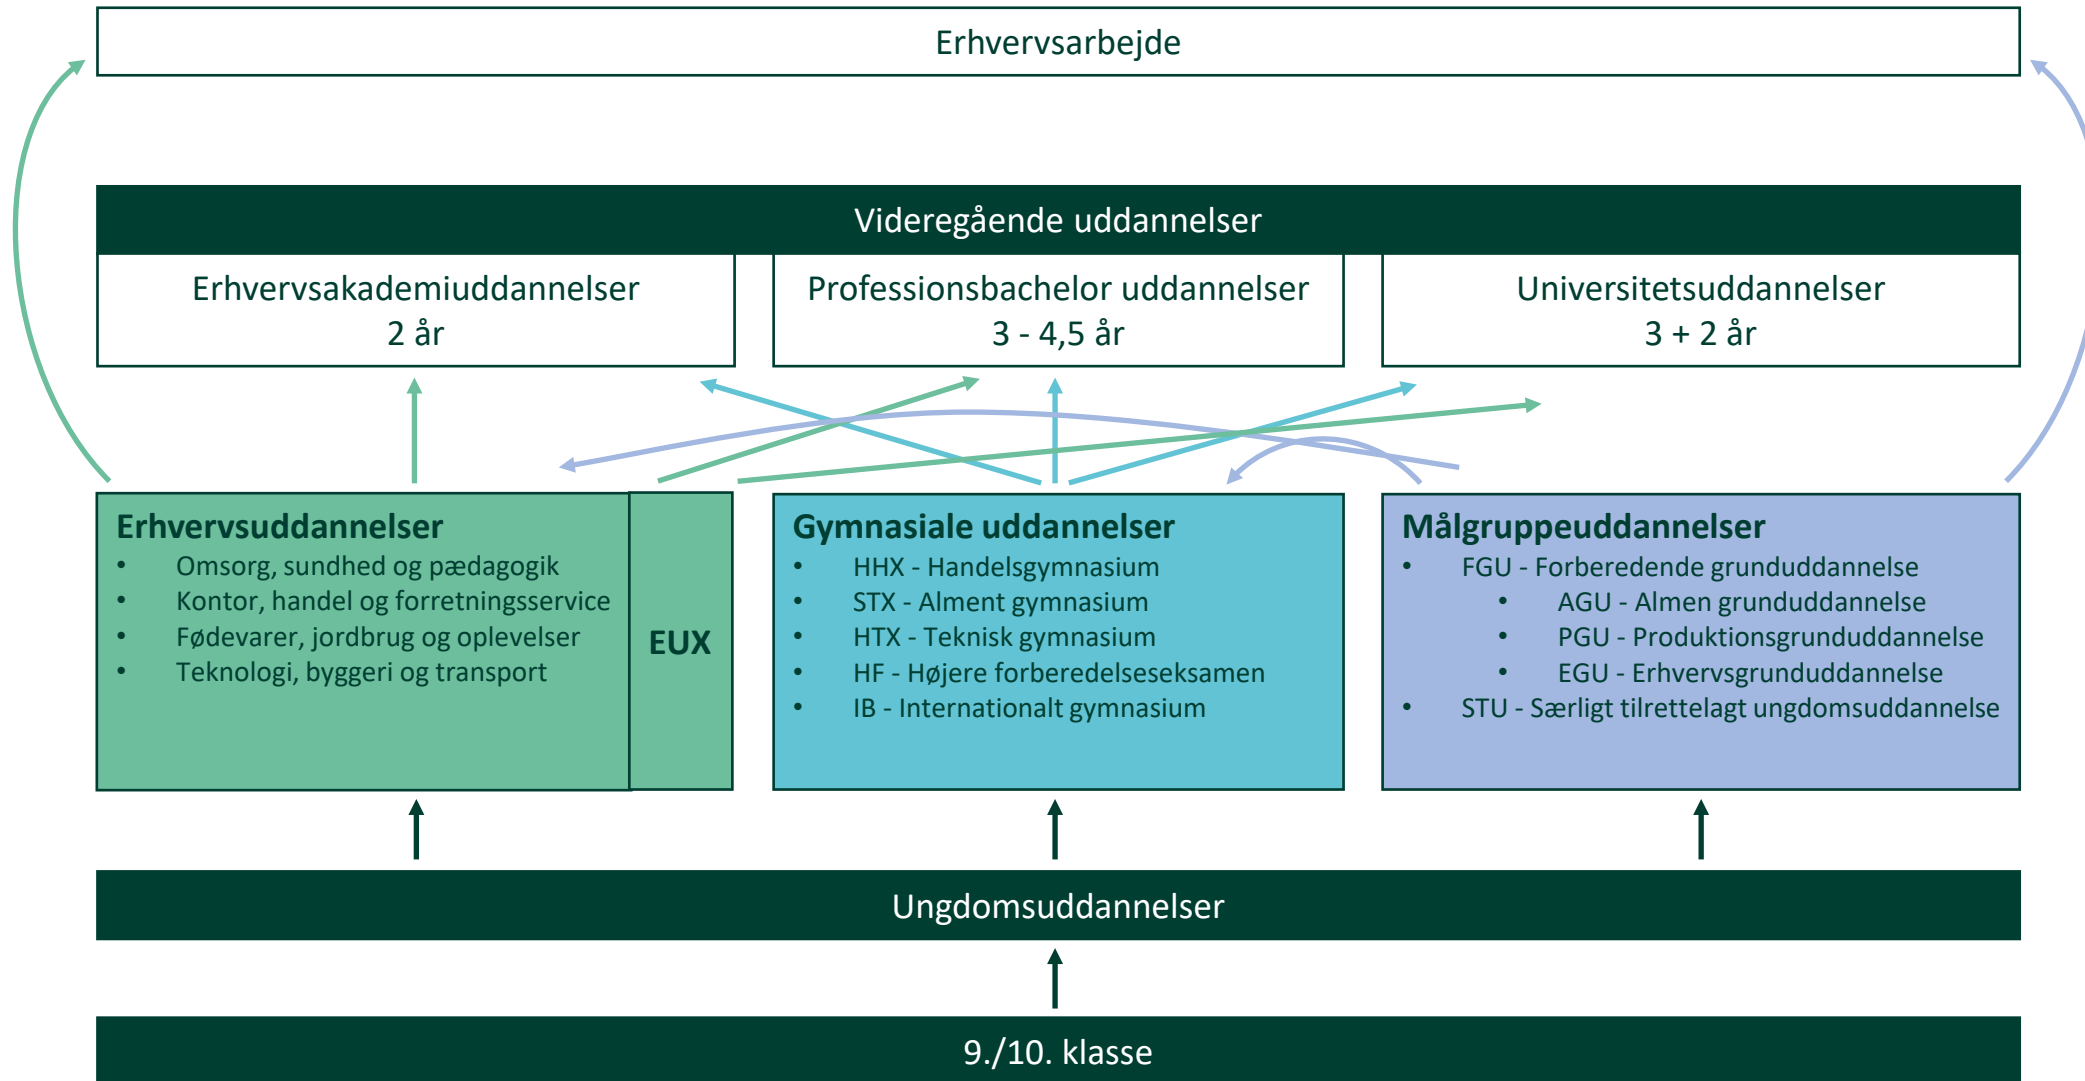 Erhvervsarbejde
Videregående uddannelser
Erhvervsakademiuddannelser
2 år
Professionsbachelor uddannelser
3 - 4,5 år
Universitetsuddannelser
3 + 2 år
Erhvervsuddannelser
• Omsorg, sundhed og pædagogik
• Kontor, handel og forretningsservice
• Fødevarer, jordbrug og oplevelser
• Teknologi, byggeri og transport
EUX
Gymnasiale uddannelser
• HHX - Handelsgymnasium
• STX - Alment gymnasium
• HTX - Teknisk gymnasium
• HF - Højere forberedelseseksamen
• IB - Internationalt gymnasium
Målgruppeuddannelser
• FGU - Forberedende grunduddannelse
• AGU - Almen grunduddannelse
• PGU - Produktionsgrunduddannelse
• EGU - Erhvervsgrunduddannelse
• STU - Særligt tilrettelagt ungdomsuddannelse
Ungdomsuddannelser
9./10. klasse